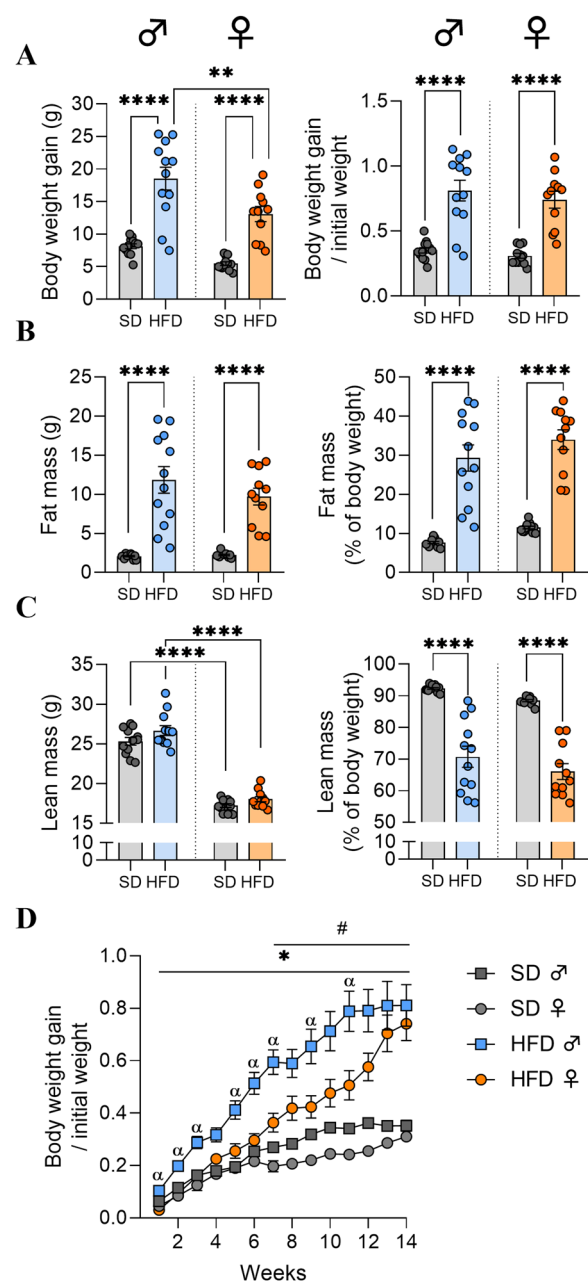 ♂ ♀ ♂ ♀
A
Body weight gain (g)
30
25
20
15
10
5
0
**
**** ****
SD HFD SD HFD
Body weight gain
/ initial weight
1.5
1.0
0.5
0.0
**** ****
SD HFD SD HFD
B
Fat mass (g)
25
20
15
10
5
0
**** ****
SD HFD SD HFD
Fat mass
(% of body weight)
50
40
30
20
10
0
**** ****
SD HFD SD HFD
C
Lean mass (g)
35
30
25
20
15
10
0
****
****
SD HFD SD HFD
Lean mass
(% of body weight)
100
90
80
70
60
50
10
0
**** ****
SD HFD SD HFD
D
Body weight gain
/ initial weight
1.0
0.8
0.6
0.4
0.2
0.0
#
*
α α α α α α α α α α
2 4 6 8 10 12 14
Weeks
SD ♂
SD ♀
HFD ♂
HFD ♀